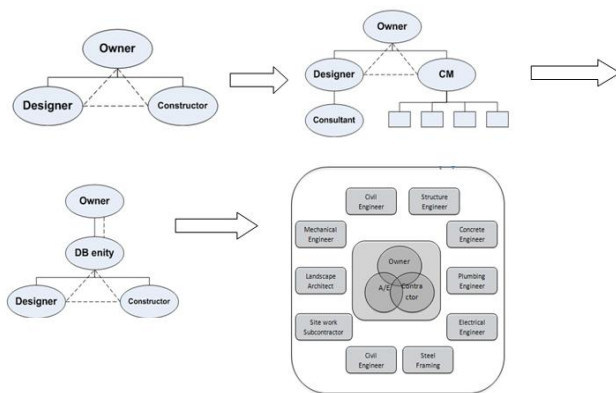 Owner
Designer
Constructor
Owner
Designer
CM
Consultant
Owner
DB enity
Designer
Constructor
Civil
Engineer
Structure
Engineer
Mechanical
Engineer
Concrete
Engineer
Owner
A/E
Contra
ctor
Landscape
Architect
Plumbing
Engineer
Site work
Subcontractor
Electrical
Engineer
Civil
Engineer
Steel
Framing